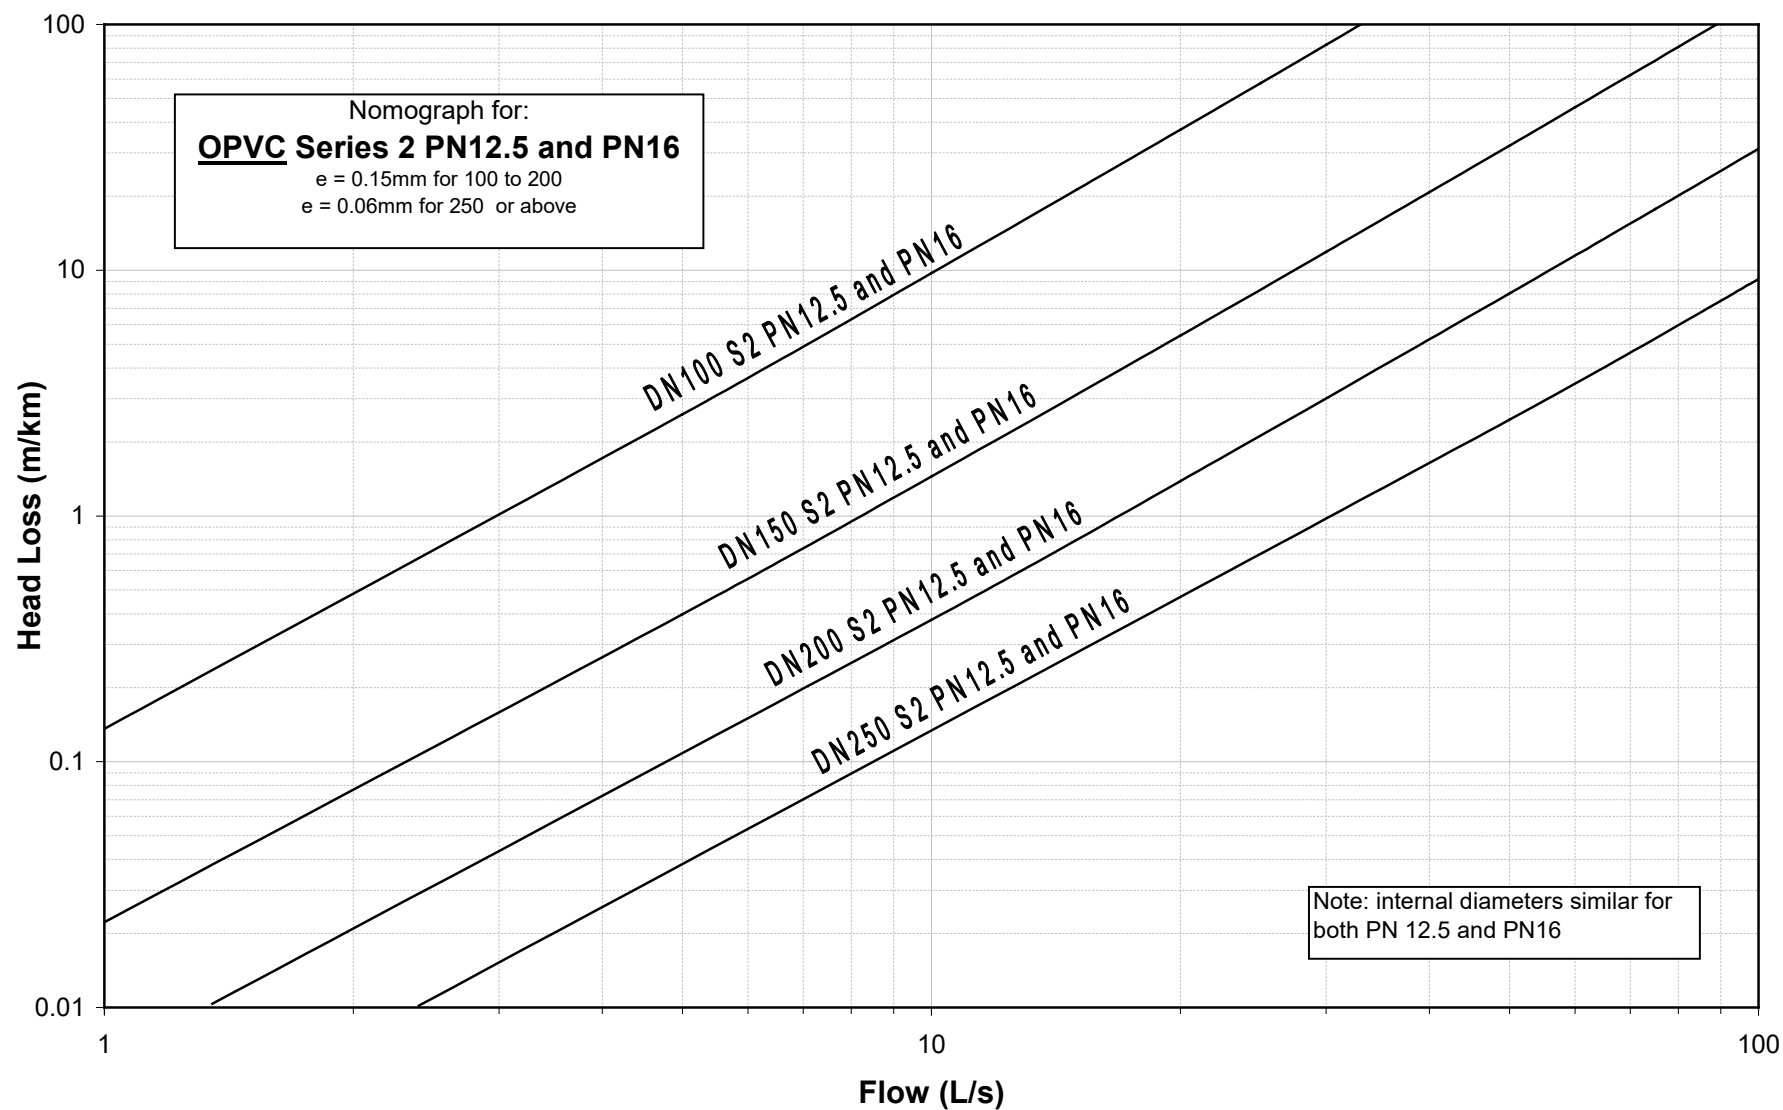 100
Nomograph for:
OPVC Series 2 PN12.5 and PN16
e = 0.15mm for 100 to 200
e = 0.06mm for 250 or above
10
DN100 S2 PN12.5 and PN16
DN150 S2 PN12.5 and PN16
DN200 S2 PN12.5 and PN16
DN250 S2 PN12.5 and PN16
Head Loss (m/km)
1
0.1
Note: internal diameters similar for
both PN 12.5 and PN16
0.01
1
10
100
Flow (L/s)